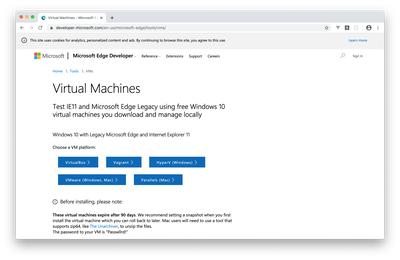 Virtual Machines - Microsoft
developer.microsoft.com/en-us/microsoft-edge/tools/vms/
This site uses cookies for analytics, personalized content and ads. By continuing to browse this site, you agree to this use.
Learn more
Microsoft | Microsoft Edge Developer Reference Extensions Support Careers Sign in
Home Tools VMs
Virtual Machines
Test IE11 and Microsoft Edge Legacy using free Windows 10
virtual machines you download and manage locally
Windows 10 with Legacy Microsoft Edge and Internet Explorer 11
Choose a VM platform:
VirtualBox Vagrant HyperV (Windows)
VMware (Windows, Mac) Parallels (Mac)
Before installing, please note:
These virtual machines expire after 90 days. We recommend setting a snapshot when you first
install the virtual machine which you can roll back to later. Mac users will need to use a tool that
supports zip64, like The Unarchiver, to unzip the files.
The password to your VM is "Passw0rd!"